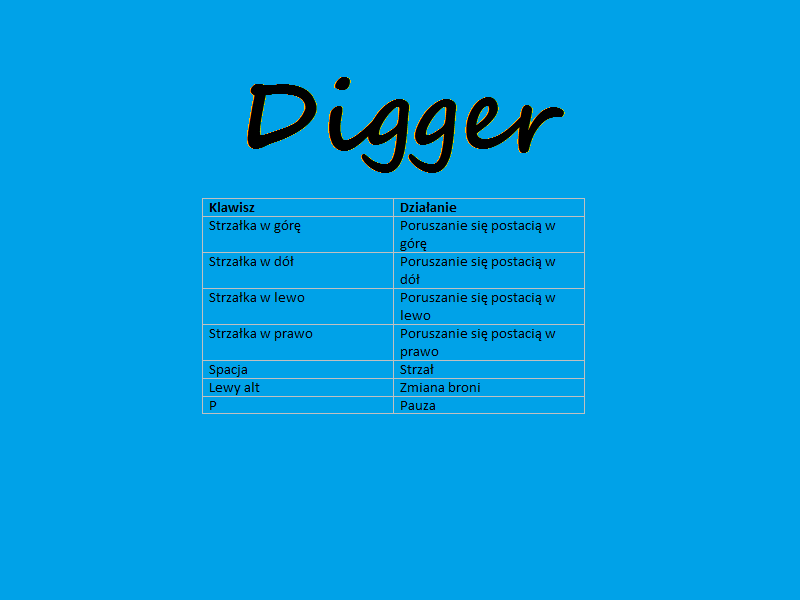 Digger
Klawisz Działanie
Strzałka w górę Poruszanie się postacią w
górę
Strzałka w dół Poruszanie się postacią w
dół
Strzałka w lewo Poruszanie się postacią w
lewo
Strzałka w prawo Poruszanie się postacią w
prawo
Spacja Strzał
Lewy alt Zmiana broni
P Pauza